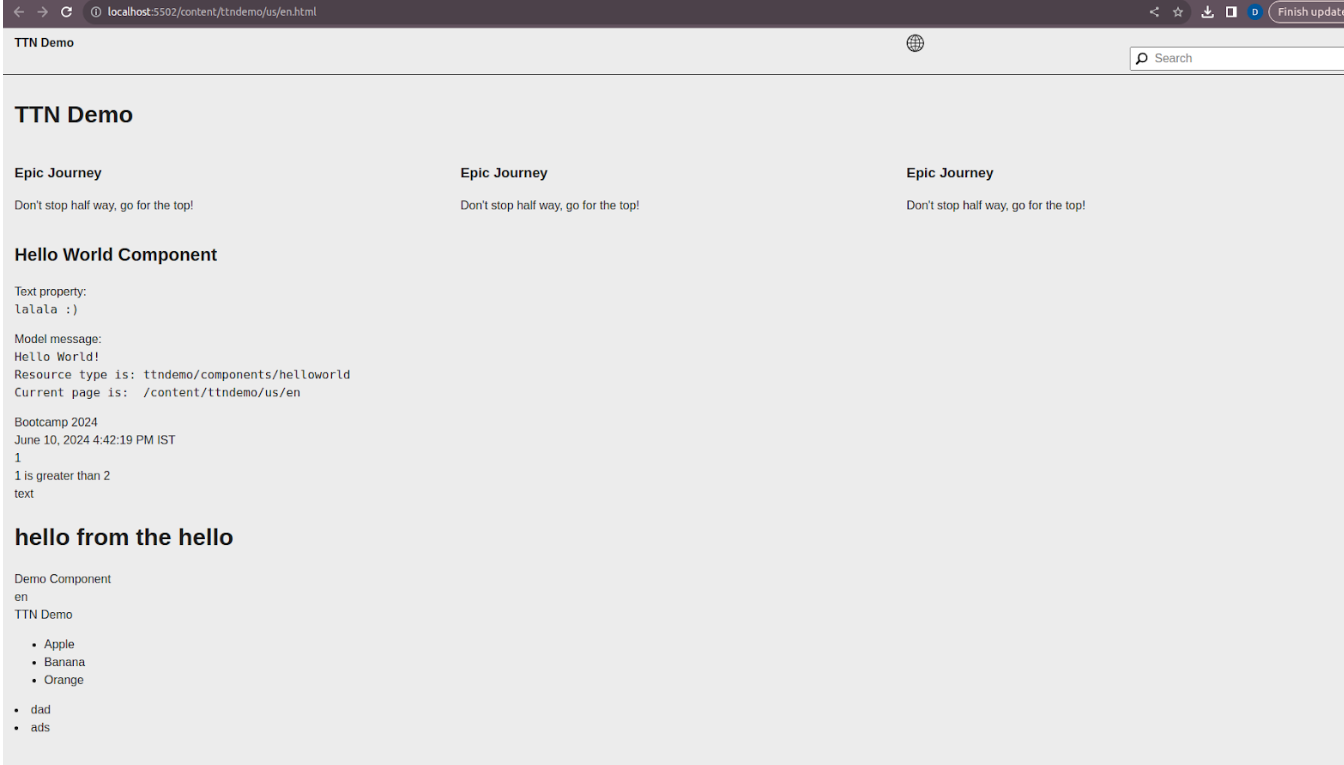 localhost:5502/content/ttndemo/us/en.html
D
Finish update
TTN Demo
Search
TTN Demo
Epic Journey
Don't stop half way, go for the top!
Epic Journey
Don't stop half way, go for the top!
Epic Journey
Don't stop half way, go for the top!
Hello World Component
Text property:
lalala :)
Model message:
Hello World!
Resource type is: ttndemo/components/helloworld
Current page is:  /content/ttndemo/us/en
Bootcamp 2024
June 10, 2024 4:42:19 PM IST
1
1 is greater than 2
text
hello from the hello
Demo Component
en
TTN Demo
• Apple
• Banana
• Orange
• dad
• ads